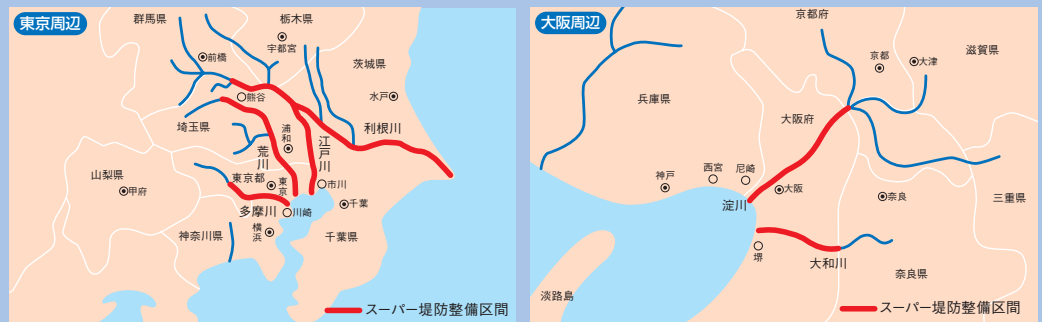 東京周辺
群馬県
栃木県
宇都宮
前橋
茨城県
水戸
熊谷
埼玉県
浦和
利根川
荒川
江戸川
山梨県
甲府
東京都
東京
市川
多摩川
川崎
千葉
横浜
神奈川県
千葉県
スーパー堤防整備区間
大阪周辺
京都府
京都
大津
滋賀県
兵庫県
大阪府
西宮
尼崎
神戸
大阪
淀川
奈良
三重県
堺
大和川
奈良県
淡路島
スーパー堤防整備区間